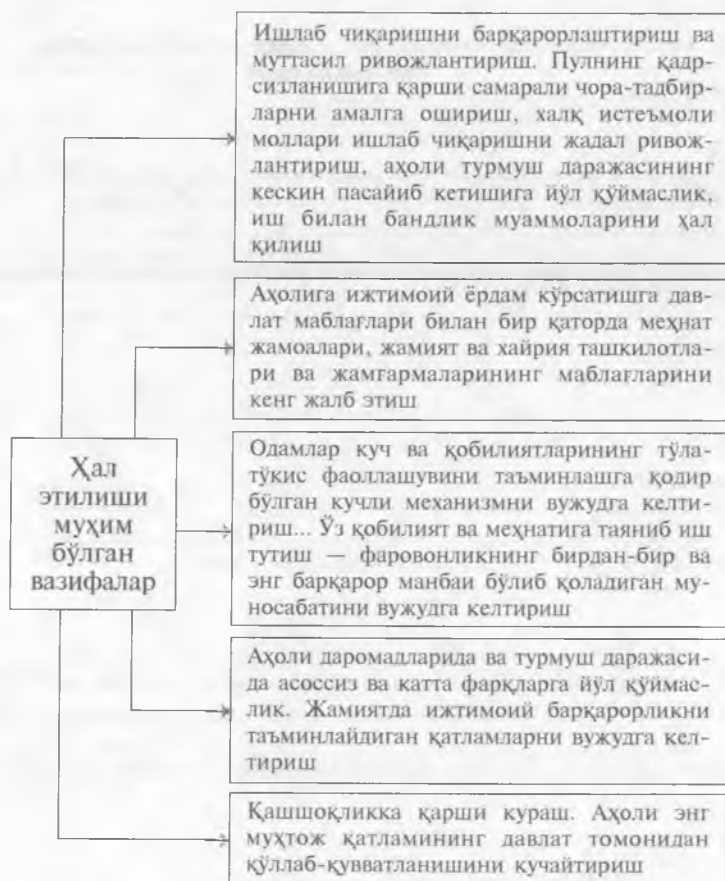 Ишлаб чиқаришни барқарорлаштириш ва
муттасил ривожлантириш. Пулнинг қадр-
сизланишига қарши самарали чора-тадбир-
ларни амалга ошириш, халқ истеъмоли
моллари ишлаб чиқаришни жадал ривож-
лантириш, аҳоли турмуш даражасининг
кескин пасайиб кетишига йўл қўймаслик,
иш билан бандлик муаммоларини ҳал
қилиш
Аҳолига ижтимоий ёрдам кўрсатишга дав-
лат маблағлари билан бир қаторда меҳнат
жамоалари, жамият ва хайрия ташкилотла-
ри ва жамғармаларининг маблағларини
кенг жалб этиш
Ҳал
этилиши
муҳим
бўлган
вазифалар
Одамлар куч ва қобилиятларининг тўла-
тўкис фаоллашувини таъминлашга қодир
бўлган кучли механизмни вужудга келти-
риш... Ўз қобилият ва меҳнатига таяниб иш
тутиш — фаровонликнинг бирдан-бир ва
энг барқарор манбаи бўлиб қоладиган му-
носабатини вужудга келтириш
Аҳоли даромадларида ва турмуш даражаси-
да асоссиз ва катта фарқларга йўл қўймас-
лик. Жамиятда ижтимоий барқарорликни
таъминлайдиган қатламларни вужудга кел-
тириш
Қашшоқликка қарши кураш. Аҳоли энг
муҳтож қатламининг давлат томонидан
қўллаб-қувватланишини кучайтириш